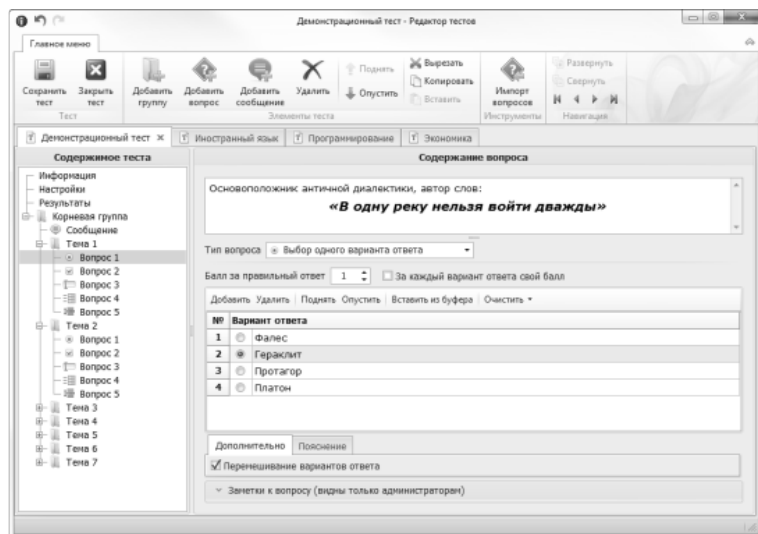 Демонстрационный тест - Редактор тестов
Главное меню
Сохранить тест
Закрыть тест
Добавить группу
Добавить вопрос
Добавить сообщение
Удалить
Поднять
Опустить
Вырезать
Копировать
Вставить
Импорт вопросов
Развернуть
Свернуть
Тест
Элементы теста
Инструменты
Навигация
Демонстрационный тест
Иностранный язык
Программирование
Экономика
Содержимое теста
Информация
Настройки
Результаты
Корневая группа
Сообщение
Тема 1
Вопрос 1
Вопрос 2
Вопрос 3
Вопрос 4
Вопрос 5
Тема 2
Вопрос 1
Вопрос 2
Вопрос 3
Вопрос 4
Вопрос 5
Тема 3
Тема 4
Тема 5
Тема 6
Тема 7
Содержание вопроса
Основоположник античной диалектики, автор слов:
«В одну реку нельзя войти дважды»
Тип вопроса Выбор одного варианта ответа
Балл за правильный ответ 1 За каждый вариант ответа свой балл
Добавить Удалить Поднять Опустить Вставить из буфера Очистить
№ Вариант ответа
1 Фалес
2 Гераклит
3 Протагор
4 Платон
Дополнительно Пояснение
Перемешивание вариантов ответа
Заметки к вопросу (видны только администраторам)